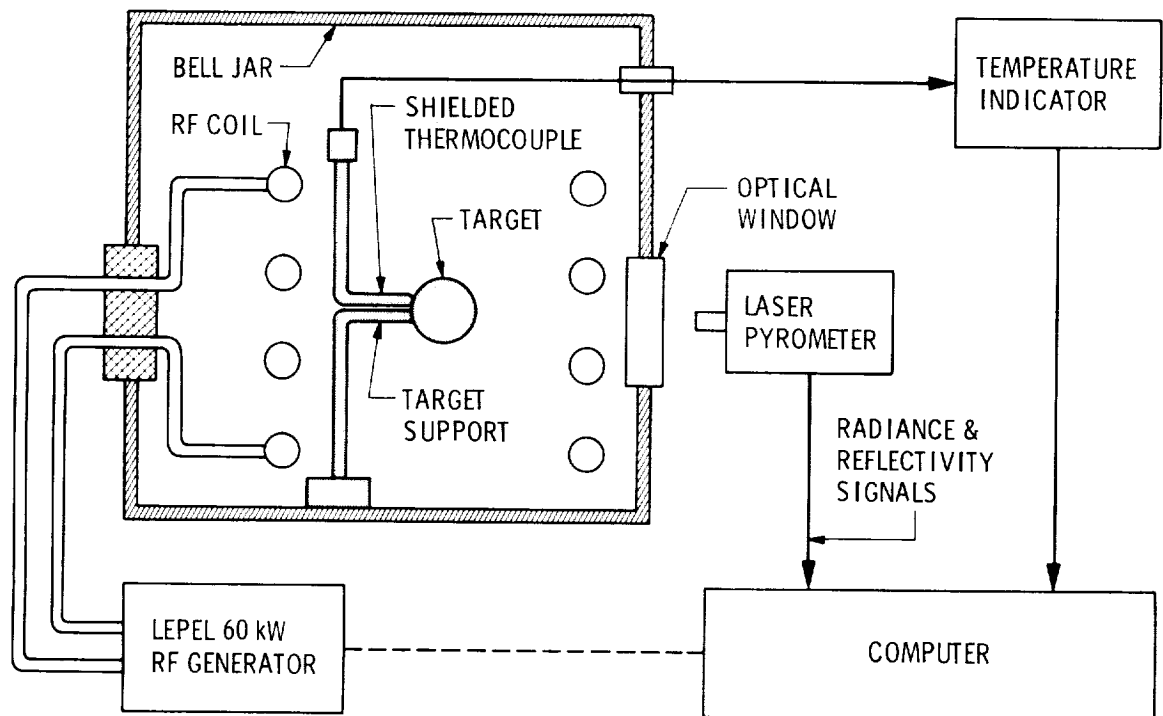 BELL JAR
RF COIL
SHIELDED
THERMOCOUPLE
TARGET
TARGET
SUPPORT
OPTICAL
WINDOW
TEMPERATURE
INDICATOR
LASER
PYROMETER
RADIANCE &
REFLECTIVITY
SIGNALS
LEPEL 60 kW
RF GENERATOR
COMPUTER